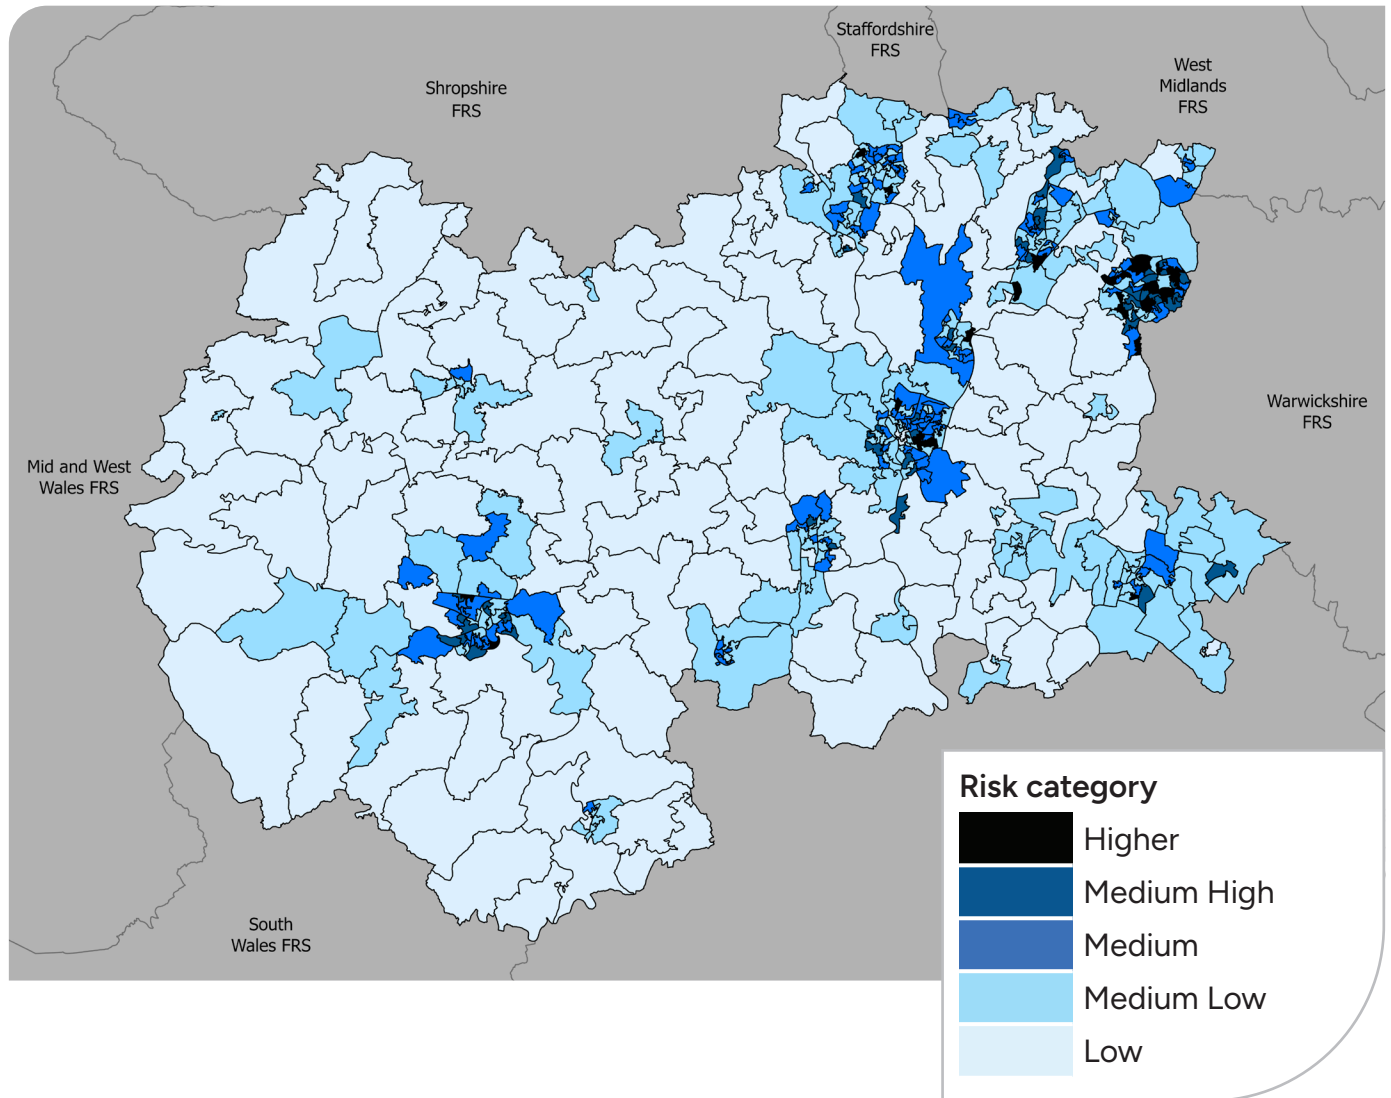 Staffordshire
FRS
West
Midlands
FRS
Shropshire
FRS
Warwickshire
FRS
Mid and West
Wales FRS
South
Wales FRS
Risk category
Higher
Medium High
Medium
Medium Low
Low